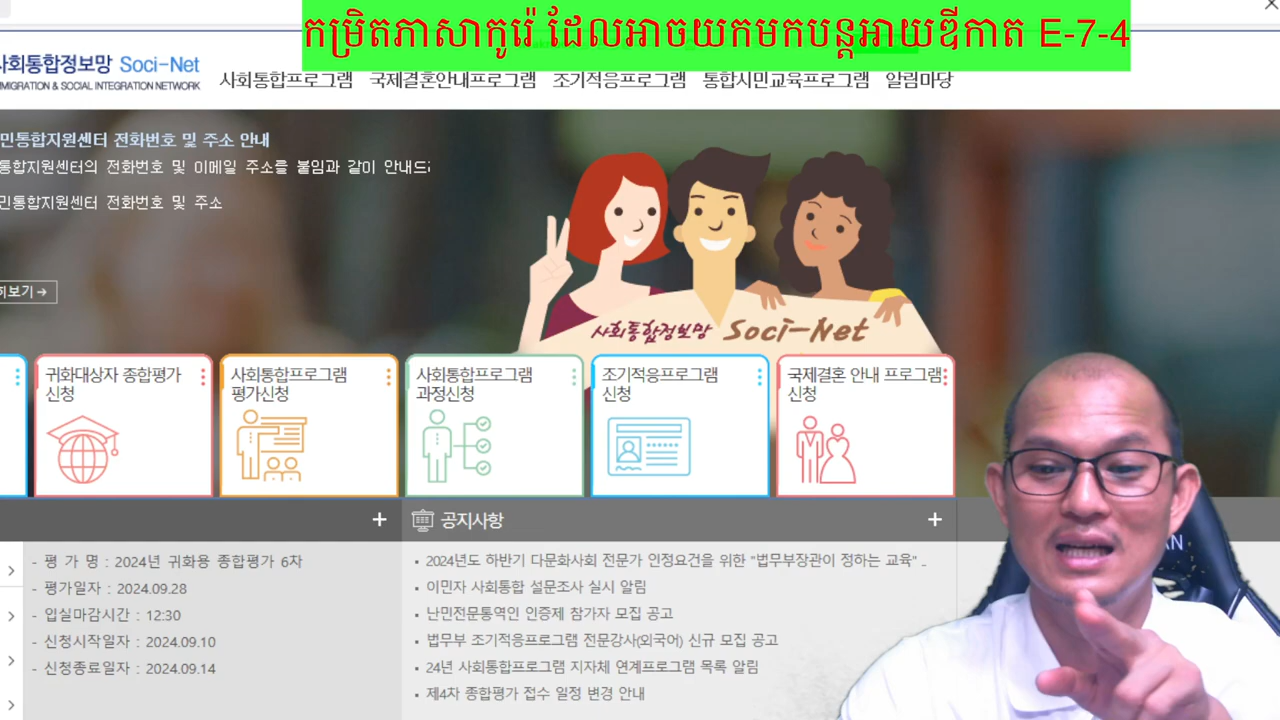 កម្រិតភាសាកូរ៉េ ដែលអាចយកមកបន្តអាយឌីកាត E-7-4
사회통합정보망 Soci-Net
IMMIGRATION & SOCIAL INTEGRATION NETWORK
사회통합프로그램 국제결혼안내프로그램 조기적응프로그램 통합시민교육프로그램 알림마당
민통합지원센터 전화번호 및 주소 안내
통합지원센터의 전화번호 및 이메일 주소를 붙임과 같이 안내드
민통합지원센터 전화번호 및 주소
보기→
사회통합정보망 Soci-Net
귀화대상자 종합평가
신청
사회통합프로그램
평가신청
사회통합프로그램
과정신청
조기적응프로그램
신청
국제결혼 안내 프로그램
신청
+
공지사항 +
- 평 가 명 : 2024년 귀화용 종합평가 6차
- 평가일자 : 2024.09.28
- 입실마감시간 : 12:30
- 신청시작일자 : 2024.09.10
- 신청종료일자 : 2024.09.14
▪ 2024년도 하반기 다문화사회 전문가 인정요건을 위한 "법무부장관이 정하는 교육" ..
▪ 이민자 사회통합 설문조사 실시 알림
▪ 난민전문통역인 인증제 참가자 모집 공고
▪ 법무부 조기적응프로그램 전문강사(외국어) 신규 모집 공고
▪ 24년 사회통합프로그램 지자체 연계프로그램 목록 알림
▪ 제4차 종합평가 접수 일정 변경 안내